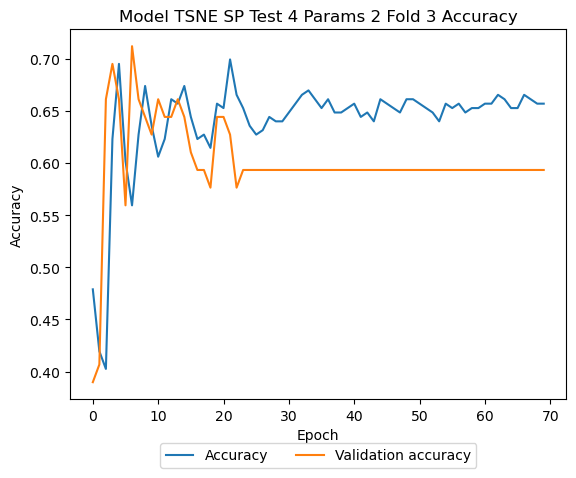 Model TSNE SP Test 4 Params 2 Fold 3 Accuracy
0.70
0.65
0.60
0.55
0.50
0.45
0.40
Accuracy
0 10 20 30 40 50 60 70
Epoch
Accuracy Validation accuracy